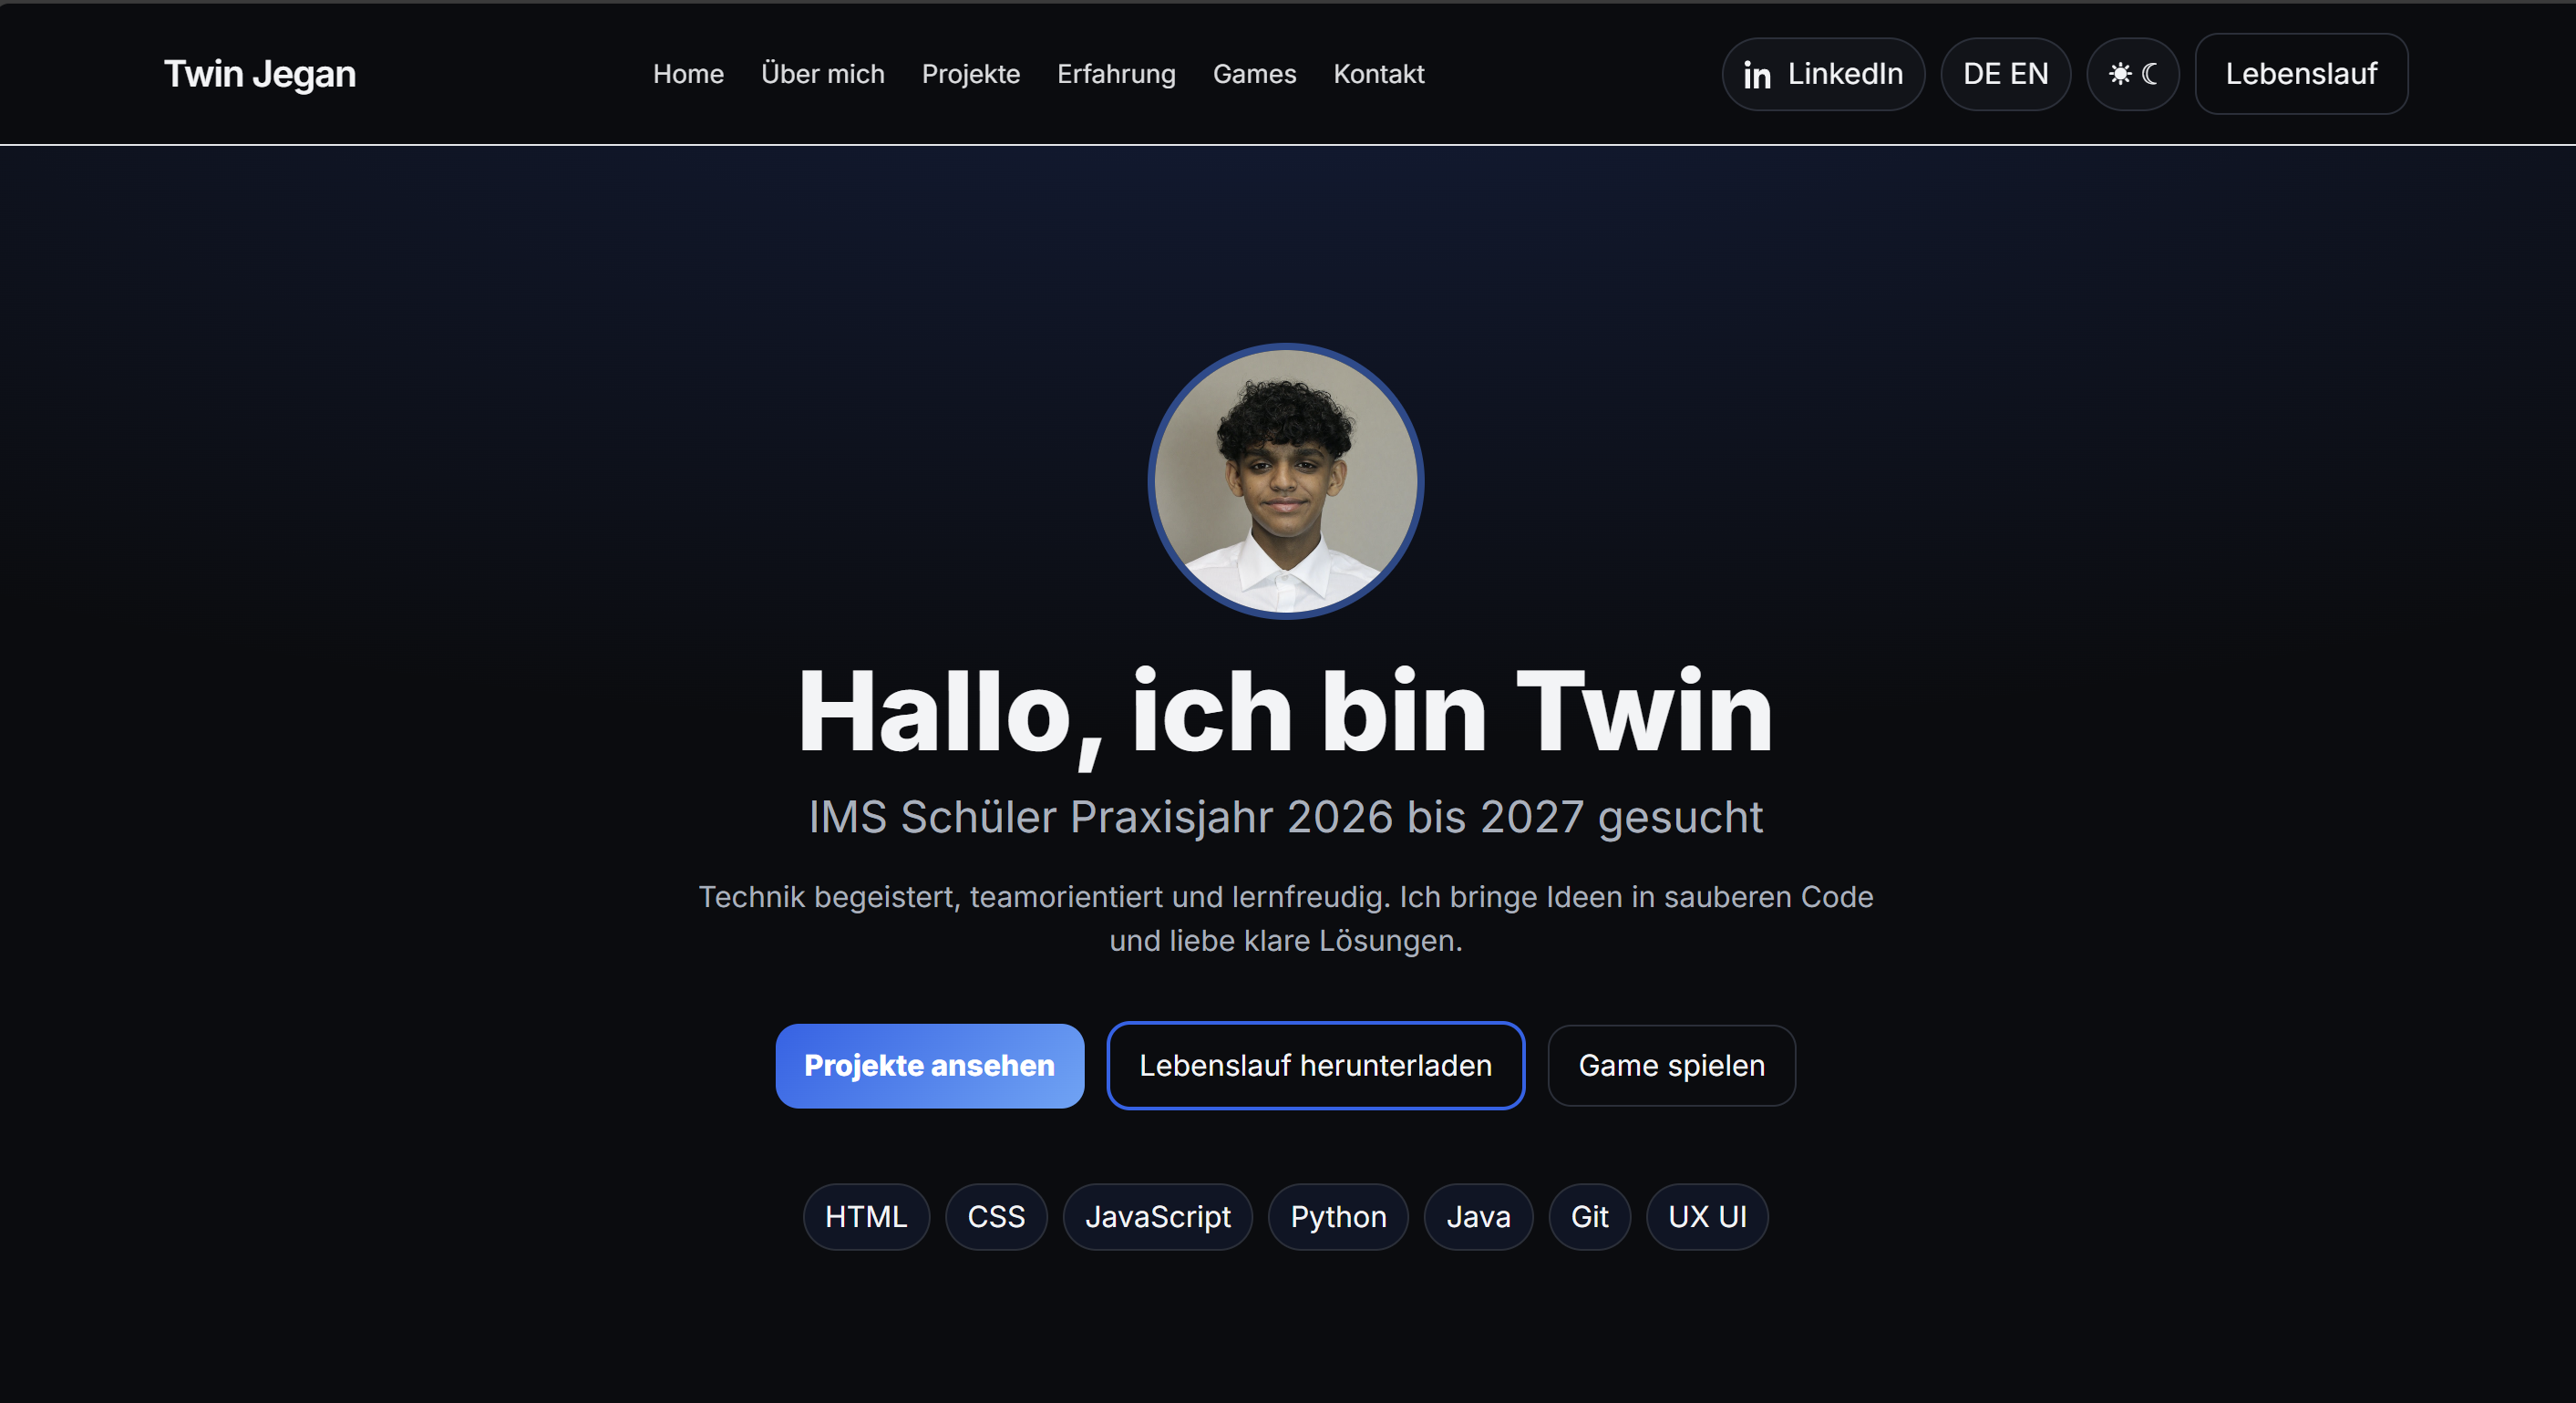 Twin Jegan
Home Über mich Projekte Erfahrung Games Kontakt
in LinkedIn DE EN Lebenslauf
Hallo, ich bin Twin
IMS Schüler Praxisjahr 2026 bis 2027 gesucht
Technik begeistert, teamorientiert und lernfreudig. Ich bringe Ideen in sauberen Code
und liebe klare Lösungen.
Projekte ansehen Lebenslauf herunterladen Game spielen
HTML CSS JavaScript Python Java Git UX UI